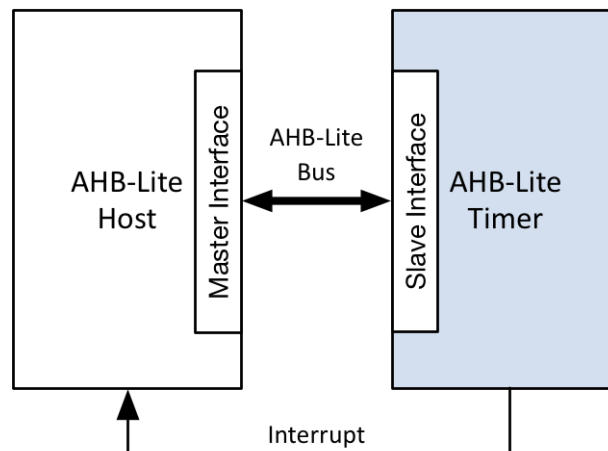 AHB-Lite
Host
Master Interface
AHB-Lite
Bus
Slave Interface
AHB-Lite
Timer
Interrupt